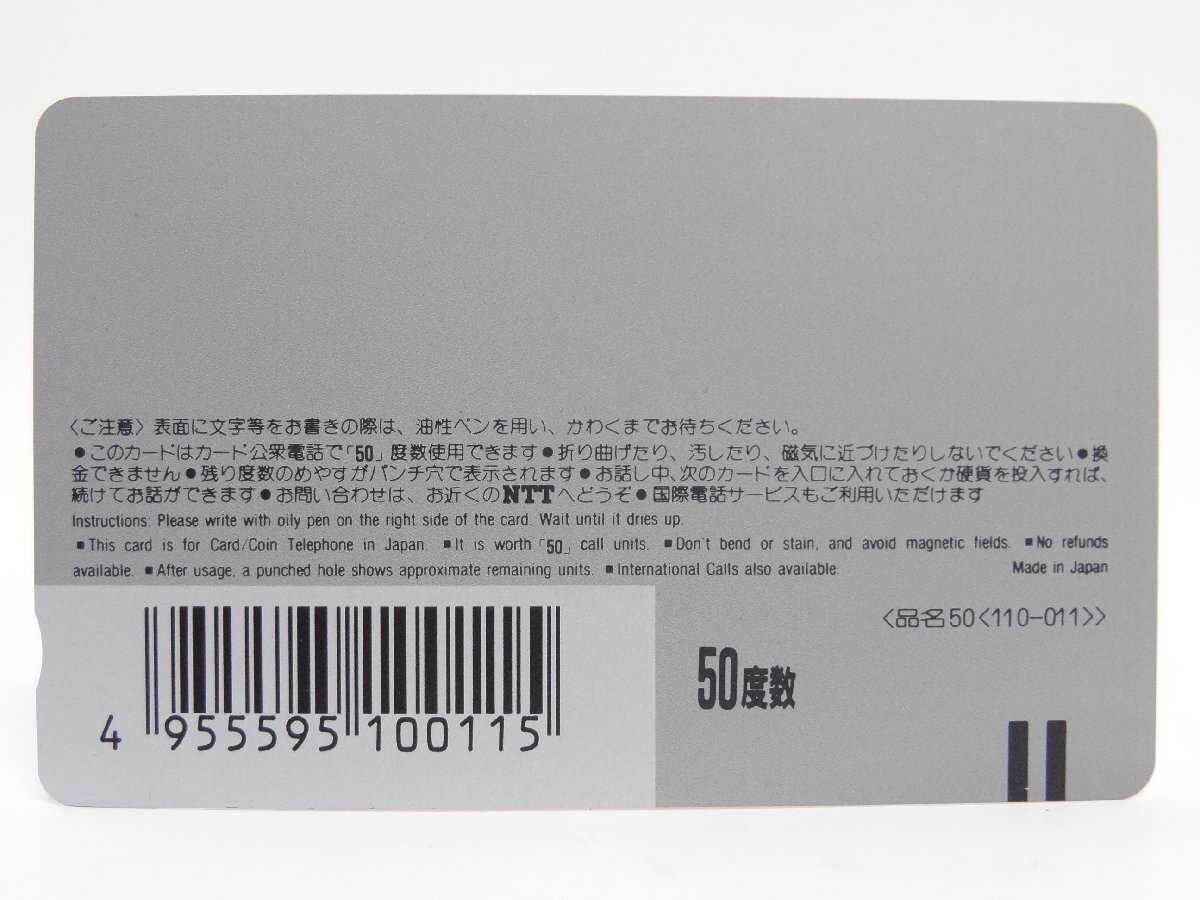 〈ご注意〉表面に文字等をお書きの際は、油性ペンを用い、かわくまでお待ちください。
●このカードはカード公衆電話で「50」度数使用できます●折り曲げたり、汚したり、磁気に近づけたりしないでください●換
金できません●残り度数のめやすがパンチ穴で表示されます●お話し中、次のカードを入口に入れておくか硬貨を投入すれば、
続けてお話ができます●お問い合わせは、お近くのNTTへどうぞ●国際電話サービスもご利用いただけます
Instructions: Please write with oily pen on the right side of the card. Wait until it dries up.
■This card is for Card/Coin Telephone in Japan. ■It is worth「50」call units. ■Don't bend or stain, and avoid magnetic fields. ■No refunds
available. ■After usage, a punched hole shows approximate remaining units. ■International Calls also available. Made in Japan
〈品名50〈110-011〉〉
50度数
4 955595 100115